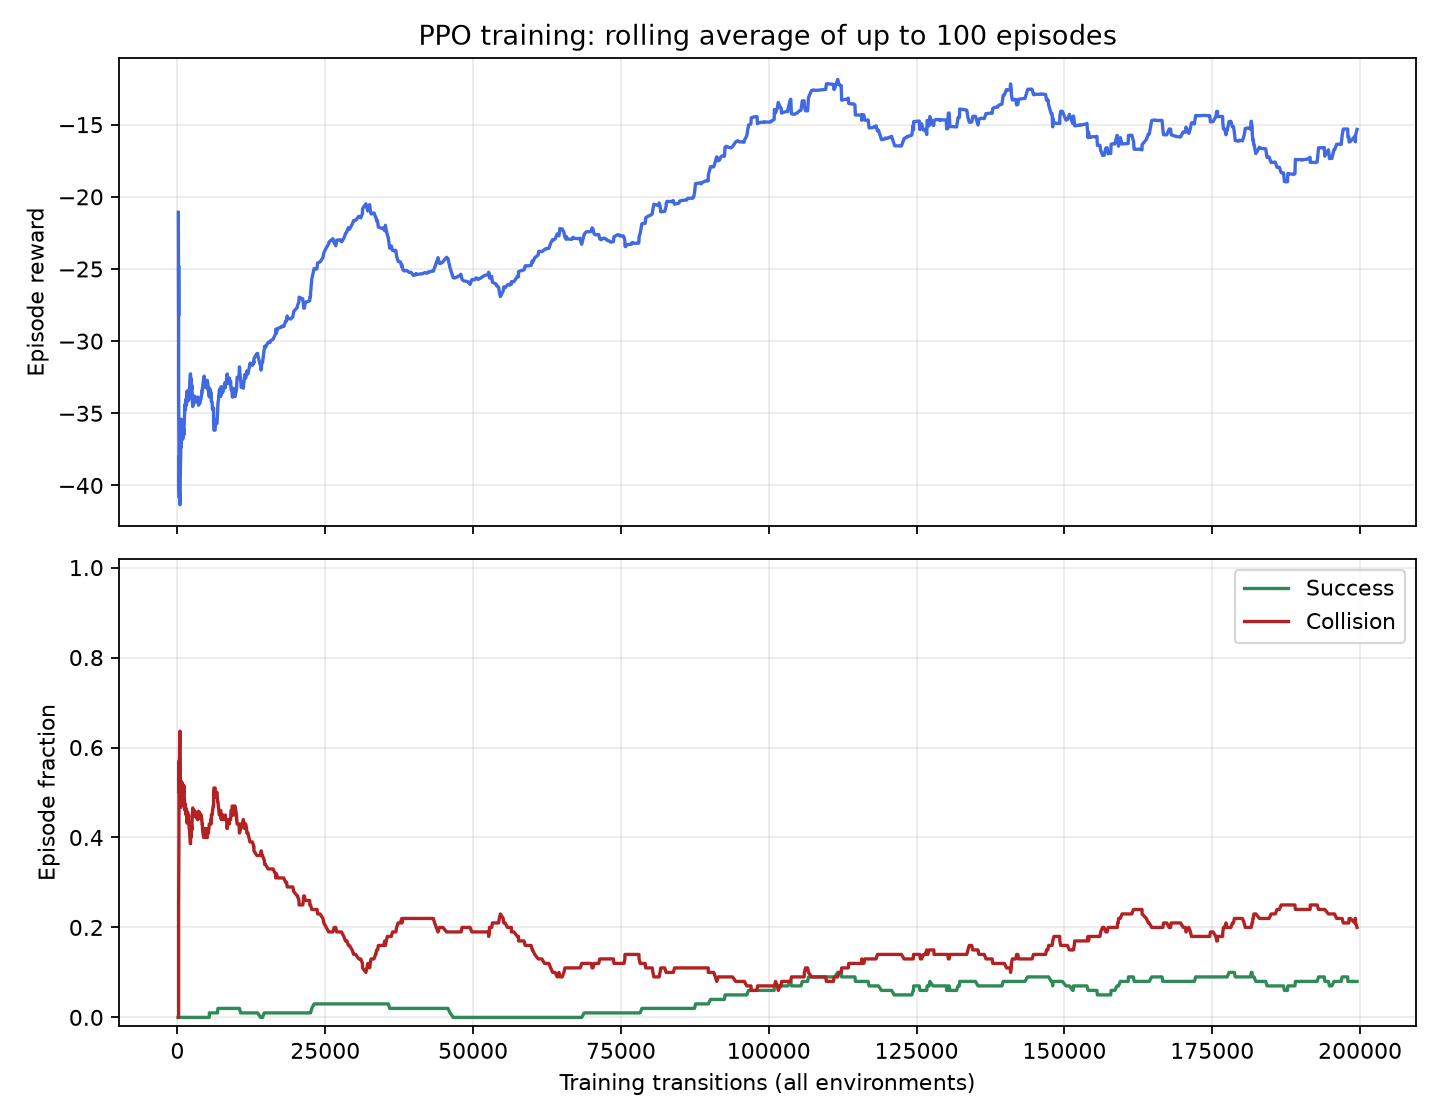 PPO training: rolling average of up to 100 episodes
Episode reward
−15
−20
−25
−30
−35
−40
Episode fraction
1.0
0.8
0.6
0.4
0.2
0.0
Success
Collision
0 25000 50000 75000 100000 125000 150000 175000 200000
Training transitions (all environments)